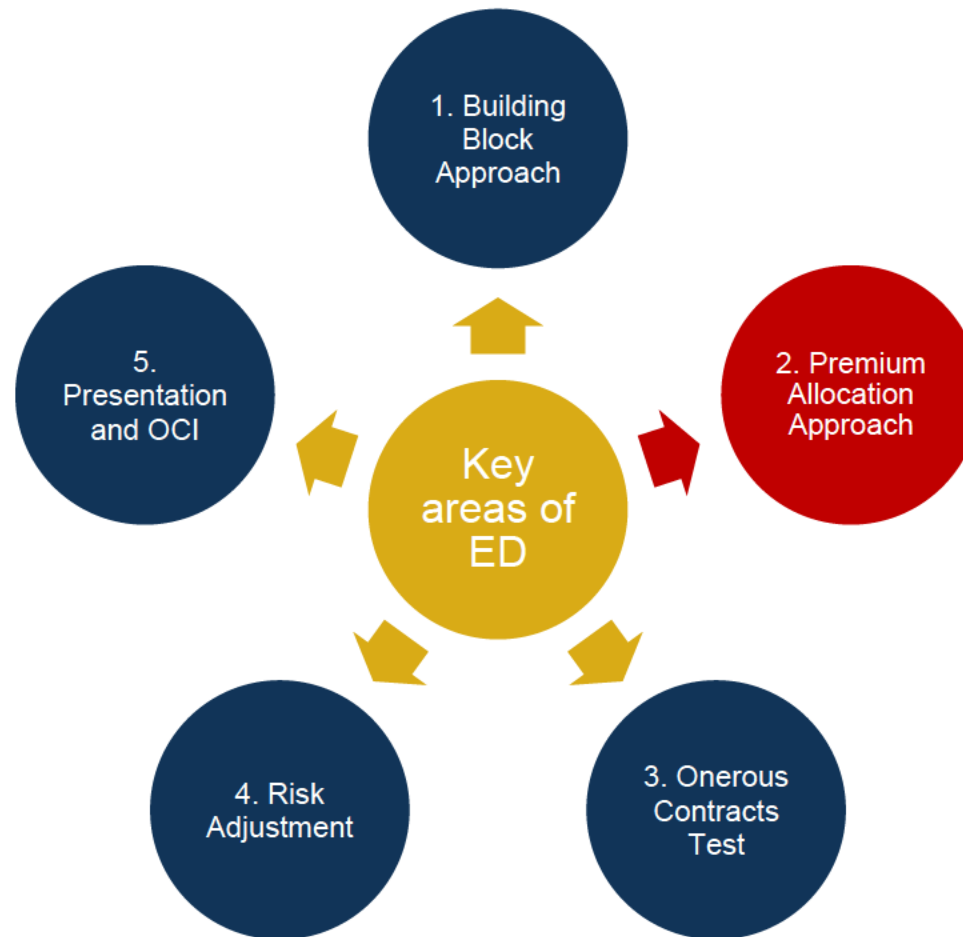 1. Building
Block
Approach
2. Premium
Allocation
Approach
3. Onerous
Contracts
Test
4. Risk
Adjustment
5.
Presentation
and OCI
Key
areas of
ED